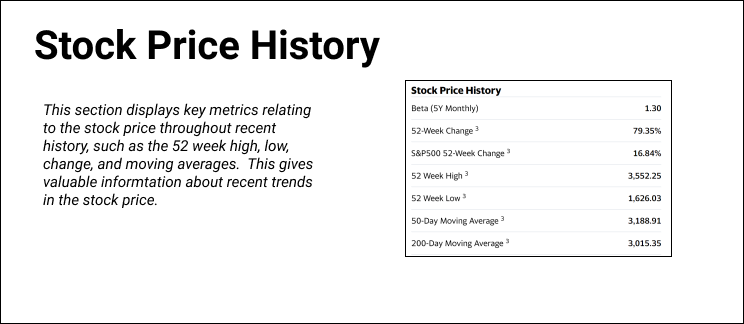 Stock Price History
This section displays key metrics relating
to the stock price throughout recent
history, such as the 52 week high, low,
change, and moving averages.  This gives
valuable informtation about recent trends
in the stock price.
Stock Price History
Beta (5Y Monthly) 1.30
52-Week Change 3 79.35%
S&P500 52-Week Change 3 16.84%
52 Week High 3 3,552.25
52 Week Low 3 1,626.03
50-Day Moving Average 3 3,188.91
200-Day Moving Average 3 3,015.35